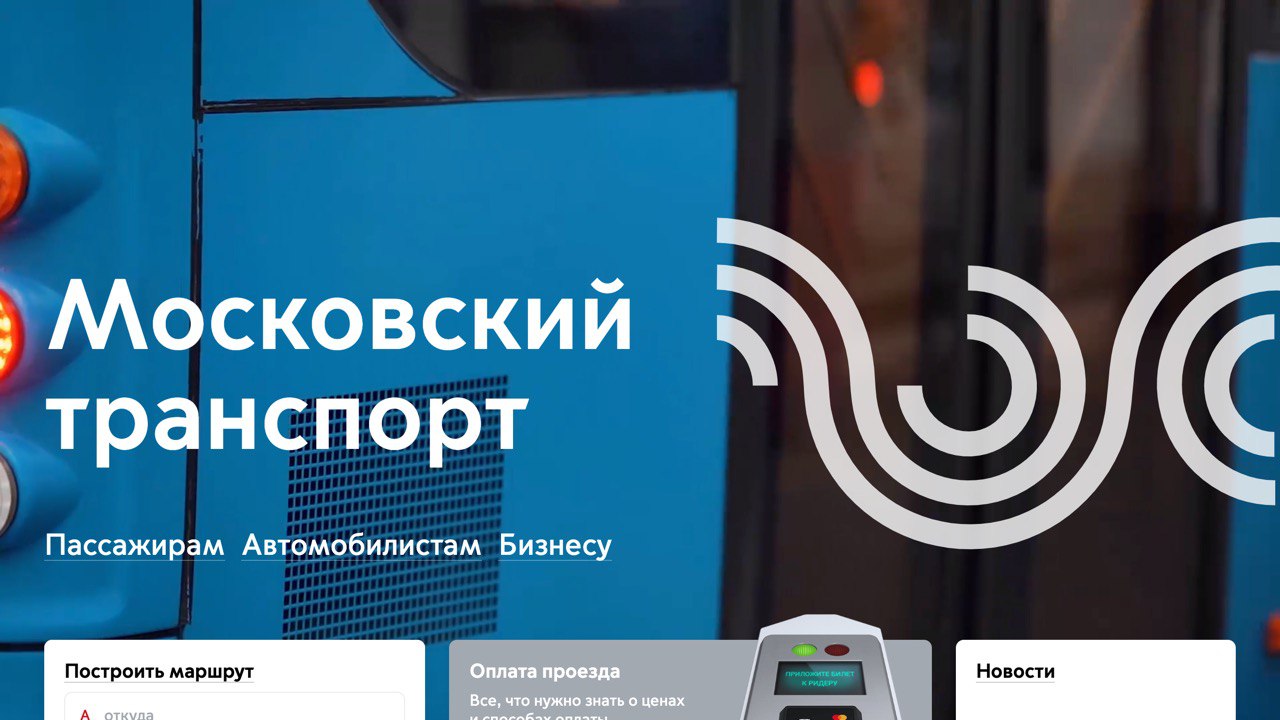 Московский
транспорт
Пассажирам Автомобилистам Бизнесу
Построить маршрут
А откуда
Оплата проезда
Все, что нужно знать о ценах
и способах оплаты
ПРИЛОЖИТЕ БИЛЕТ
К РИДЕРУ
Новости